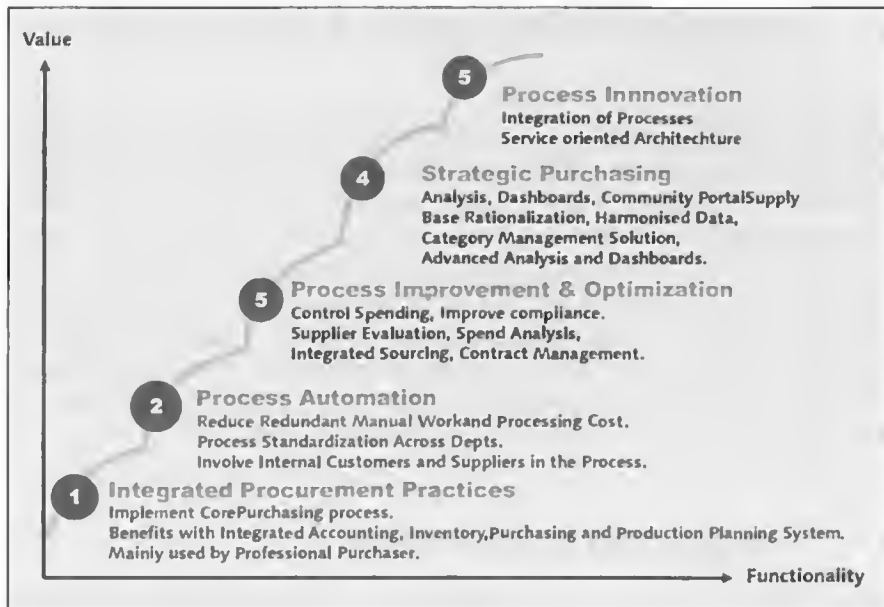 Value
5
Process Innnovation
Integration of Processes
Service oriented Architechture
4
Strategic Purchasing
Analysis, Dashboards, Community PortalSupply
Base Rationalization, Harmonised Data,
Category Management Solution,
Advanced Analysis and Dashboards.
5
Process Improvement & Optimization
Control Spending, Improve compliance.
Supplier Evaluation, Spend Analysis,
Integrated Sourcing, Contract Management.
2
Process Automation
Reduce Redundant Manual Workand Processing Cost.
Process Standardization Across Depts.
Involve Internal Customers and Suppliers in the Process.
1
Integrated Procurement Practices
Implement CorePurchasing process.
Benefits with Integrated Accounting, Inventory,Purchasing and Production Planning System.
Mainly used by Professional Purchaser.
Functionality